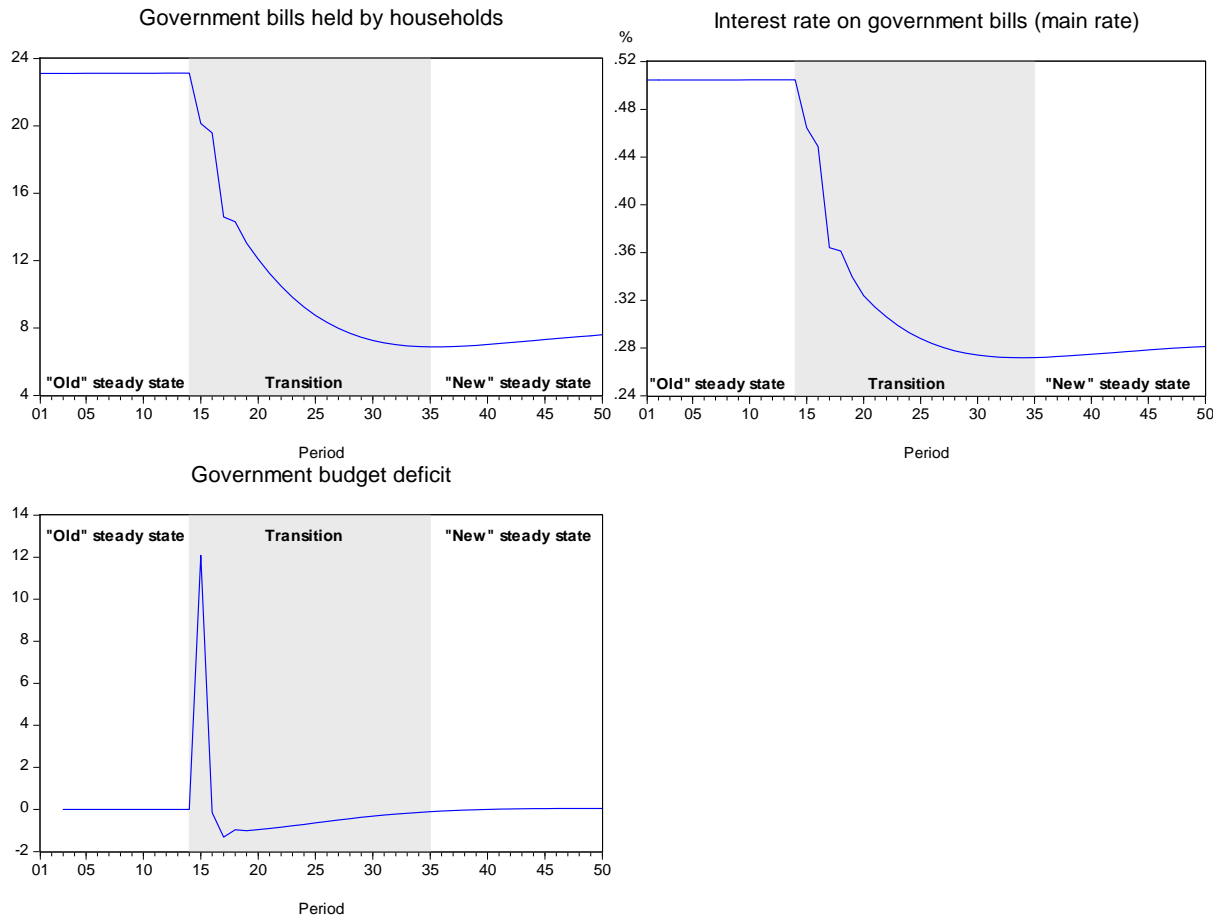 Government bills held by households
24
20
16
12
8
4
"Old" steady state Transition "New" steady state
01 05 10 15 20 25 30 35 40 45 50
Period
Interest rate on government bills (main rate)
%
.52
.48
.44
.40
.36
.32
.28
.24
"Old" steady state Transition "New" steady state
01 05 10 15 20 25 30 35 40 45 50
Period
Government budget deficit
14
12
10
8
6
4
2
0
-2
"Old" steady state Transition "New" steady state
01 05 10 15 20 25 30 35 40 45 50
Period